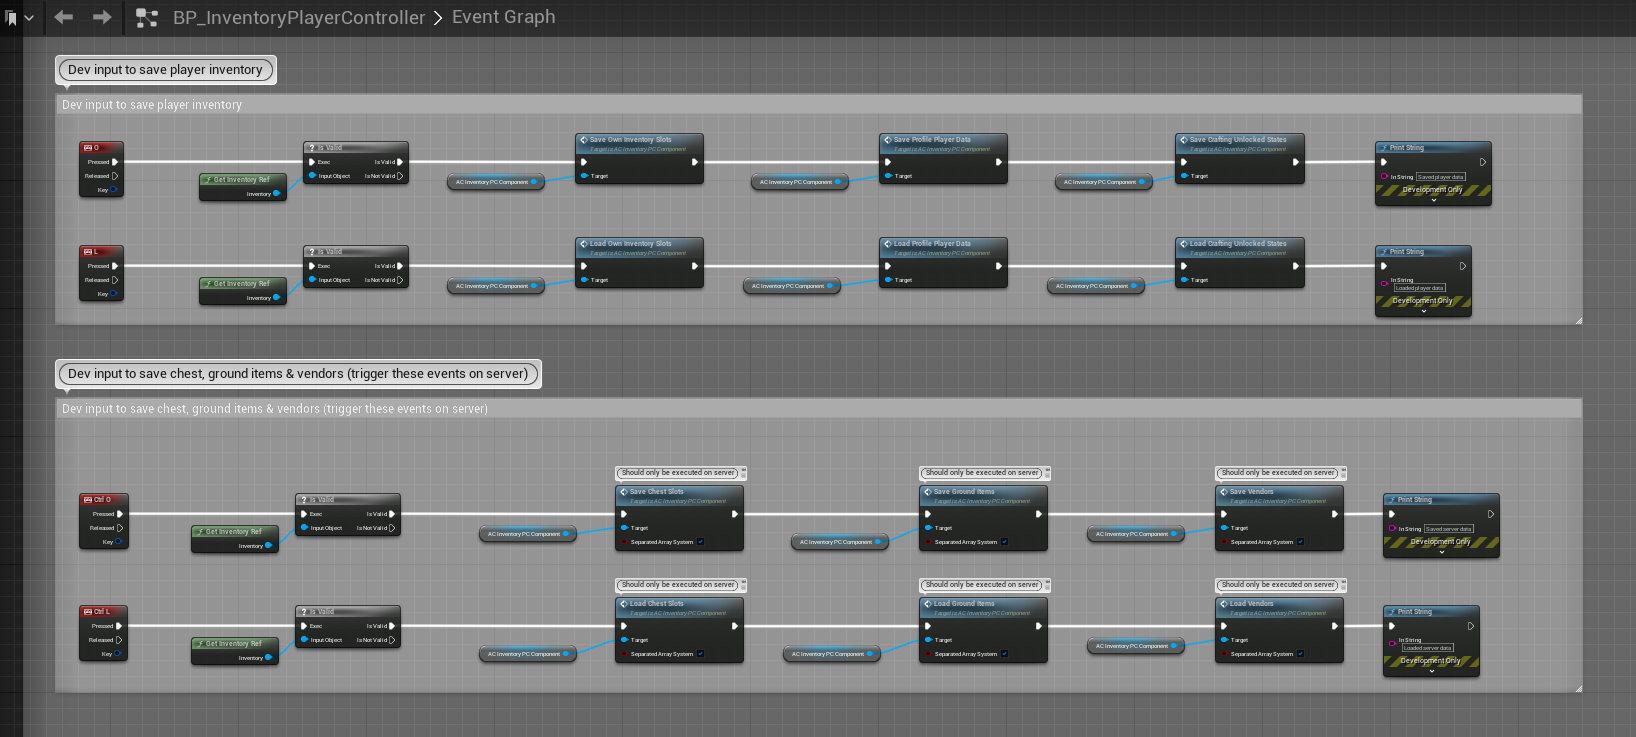 BP_InventoryPlayerController > Event Graph
Dev input to save player inventory
Dev input to save player inventory
O
Pressed
Released
Key
Get Inventory Ref
Inventory
Is Valid
Exec
Is Valid
Input Object
Is Not Valid
AC Inventory PC Component
Save Own Inventory Slots
Target is AC Inventory PC Component
Target
AC Inventory PC Component
Save Profile Player Data
Target is AC Inventory PC Component
Target
AC Inventory PC Component
Save Crafting Unlocked States
Target is AC Inventory PC Component
Target
Print String
In String Saved player data
Development Only
L
Pressed
Released
Key
Get Inventory Ref
Inventory
Is Valid
Exec
Is Valid
Input Object
Is Not Valid
AC Inventory PC Component
Load Own Inventory Slots
Target is AC Inventory PC Component
Target
AC Inventory PC Component
Load Profile Player Data
Target is AC Inventory PC Component
Target
AC Inventory PC Component
Load Crafting Unlocked States
Target is AC Inventory PC Component
Target
Print String
In String
Loaded player data
Development Only
Dev input to save chest, ground items & vendors (trigger these events on server)
Dev input to save chest, ground items & vendors (trigger these events on server)
Ctrl O
Pressed
Released
Key
Get Inventory Ref
Inventory
Is Valid
Exec
Is Valid
Input Object
Is Not Valid
AC Inventory PC Component
Should only be executed on server
Save Chest Slots
Target is AC Inventory PC Component
Target
Separated Array System
AC Inventory PC Component
Should only be executed on server
Save Ground Items
Target is AC Inventory PC Component
Target
Separated Array System
AC Inventory PC Component
Should only be executed on server
Save Vendors
Target is AC Inventory PC Component
Target
Separated Array System
Print String
In String Saved server data
Development Only
Ctrl L
Pressed
Released
Key
Get Inventory Ref
Inventory
Is Valid
Exec
Is Valid
Input Object
Is Not Valid
AC Inventory PC Component
Should only be executed on server
Load Chest Slots
Target is AC Inventory PC Component
Target
Separated Array System
AC Inventory PC Component
Should only be executed on server
Load Ground Items
Target is AC Inventory PC Component
Target
Separated Array System
AC Inventory PC Component
Should only be executed on server
Load Vendors
Target is AC Inventory PC Component
Target
Separated Array System
Print String
In String
Loaded server data
Development Only